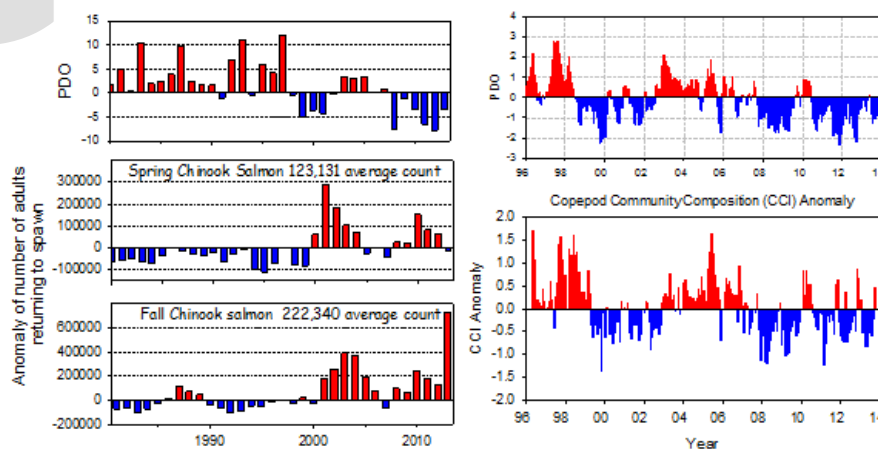 15
10
5
0
-5
-10
PDO
Spring Chinook Salmon 123,131 average count
300000
200000
100000
0
-100000
Fall Chinook salmon 222,340 average count
600000
400000
200000
0
-200000
Anomaly of number of adults
returning to spawn
1990 2000 2010
4
3
2
1
0
-1
-2
-3
PDO
96 98 00 02 04 06 08 10 12 14
Copepod Community Composition (CCI) Anomaly
2.0
1.5
1.0
0.5
0.0
-0.5
-1.0
-1.5
-2.0
CCI Anomaly
96 98 00 02 04 06 08 10 12 14
Year